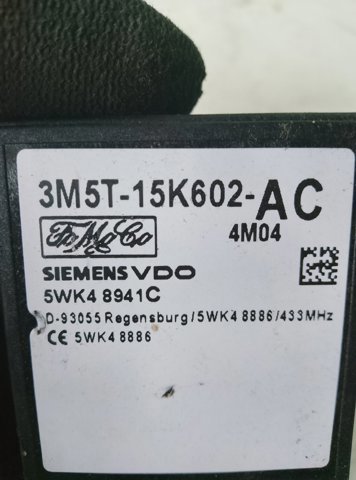 3M5T-15K602-AC
FoMoCo 4M04
SIEMENS VDO
5WK4 8941C
D-93055 Regensburg/5WK4 8886/433MHz
CE 5WK4 8886